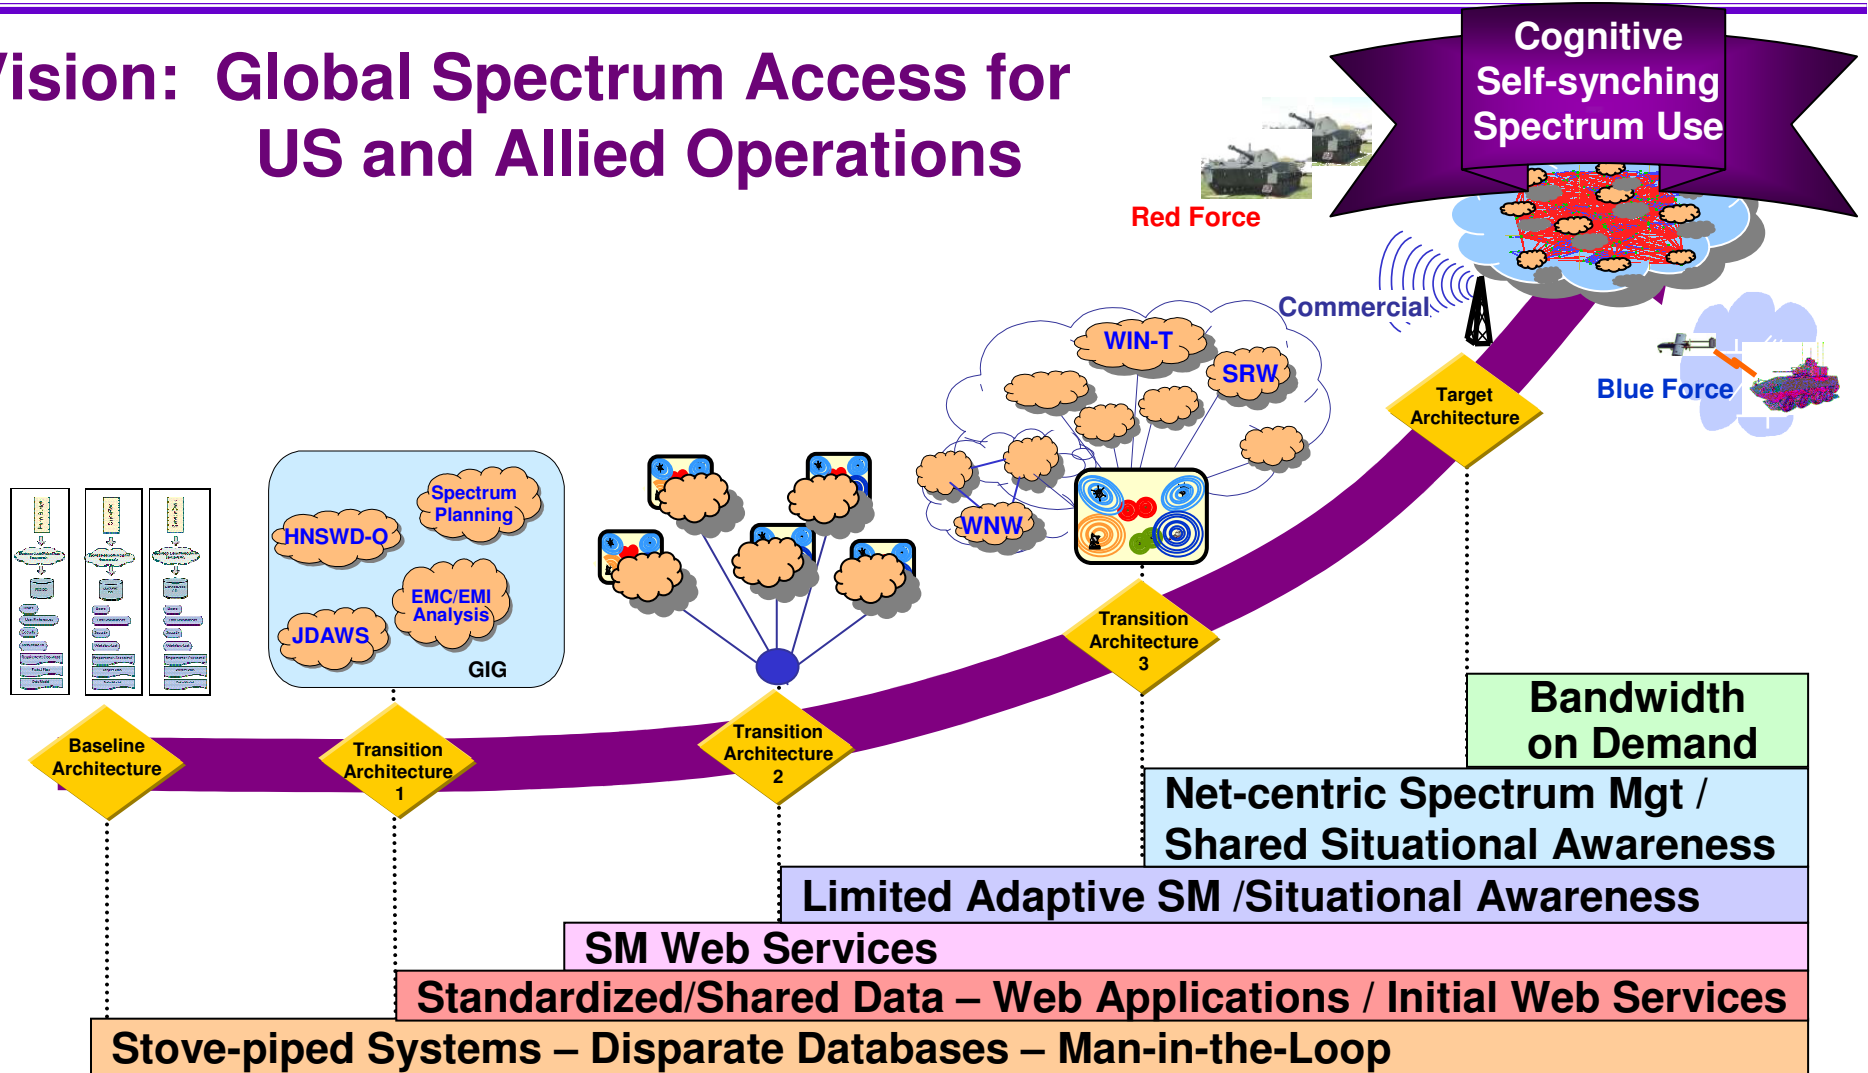 Vision: Global Spectrum Access for
US and Allied Operations
Cognitive
Self-synching
Spectrum Use
Red Force
Commercial
Blue Force
WIN-T
SRW
WNW
Spectrum
Planning
HNSWD-O
EMC/EMI
Analysis
JDAWS
GIG
Baseline
Architecture
Transition
Architecture
1
Transition
Architecture
2
Transition
Architecture
3
Target
Architecture
Bandwidth
on Demand
Net-centric Spectrum Mgt /
Shared Situational Awareness
Limited Adaptive SM /Situational Awareness
SM Web Services
Standardized/Shared Data – Web Applications / Initial Web Services
Stove-piped Systems – Disparate Databases – Man-in-the-Loop